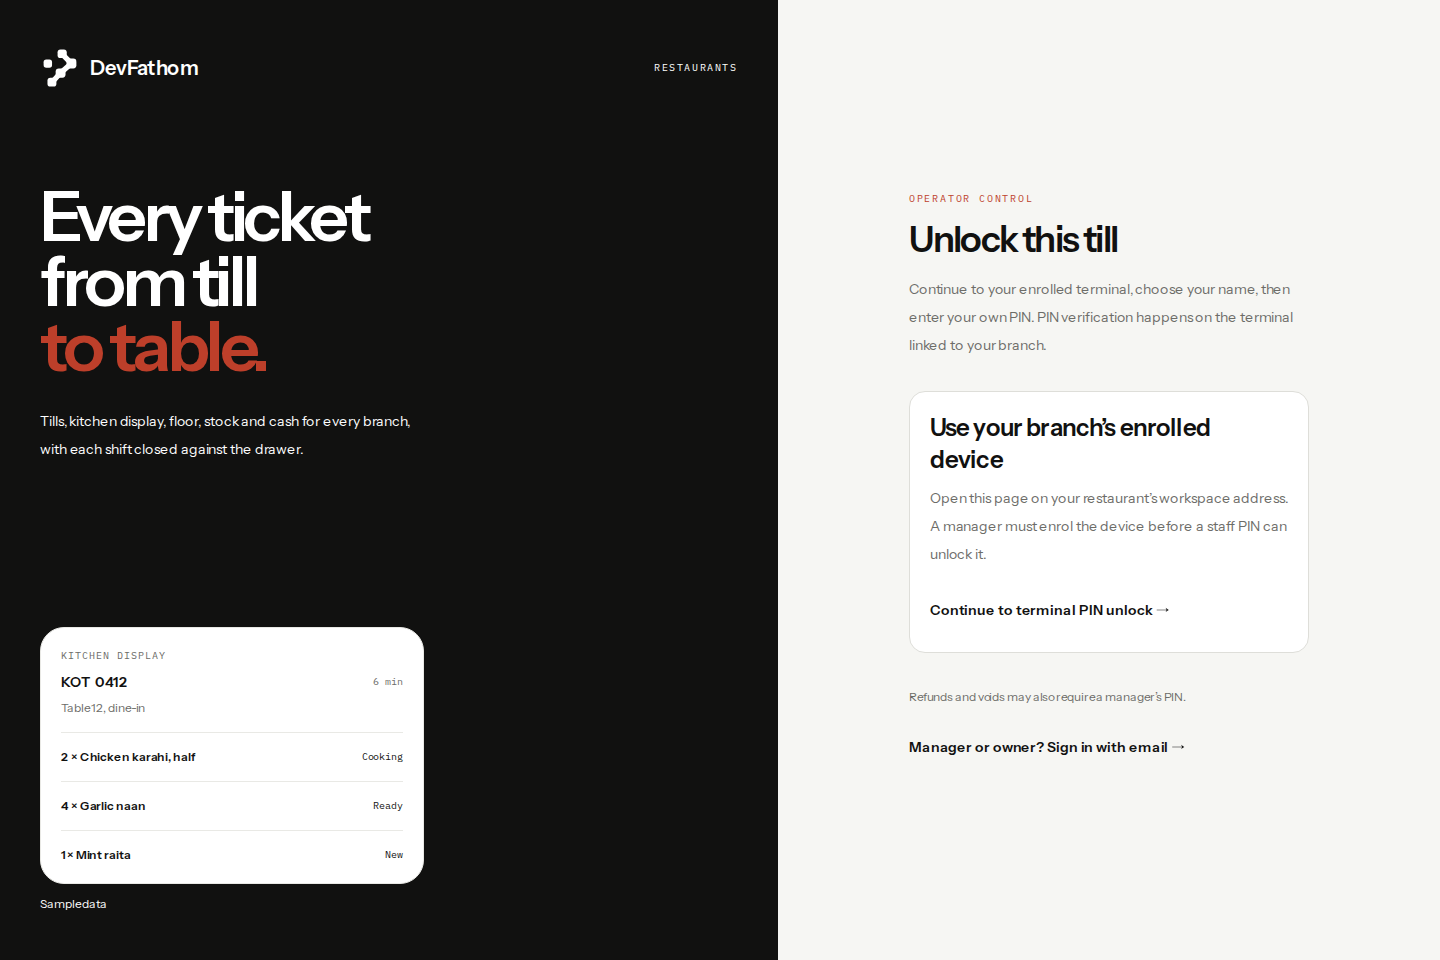 DevFathom
RESTAURANTS
Every ticket
from till
to table.
Tills, kitchen display, floor, stock and cash for every branch,
with each shift closed against the drawer.
KITCHEN DISPLAY
KOT 0412
6 min
Table 12, dine-in
2 × Chicken karahi, half
Cooking
4 × Garlic naan
Ready
1 × Mint raita
New
Sample data
OPERATOR CONTROL
Unlock this till
Continue to your enrolled terminal, choose your name, then
enter your own PIN. PIN verification happens on the terminal
linked to your branch.
Use your branch’s enrolled
device
Open this page on your restaurant’s workspace address.
A manager must enrol the device before a staff PIN can
unlock it.
Continue to terminal PIN unlock →
Refunds and voids may also require a manager’s PIN.
Manager or owner? Sign in with email →